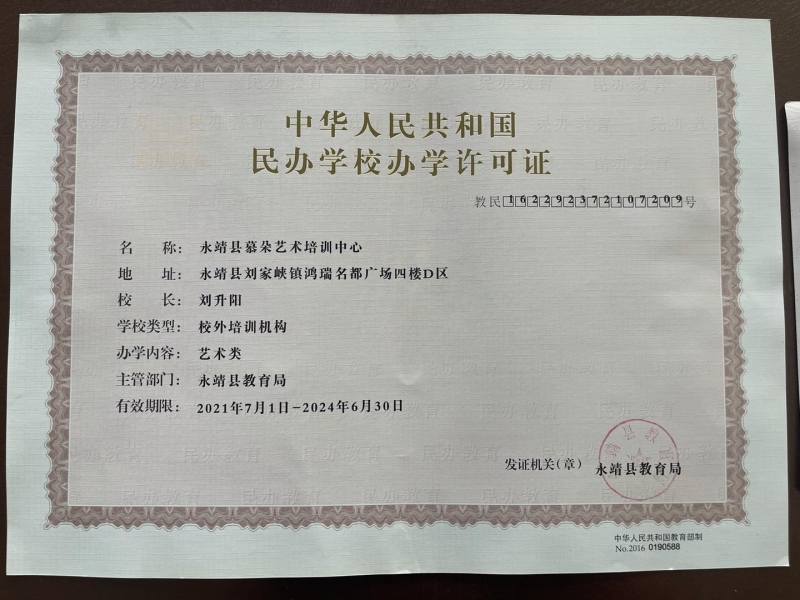 中华人民共和国
民办学校办学许可证
教民162292372107209号
名 称：永靖县慕朵艺术培训中心
地 址：永靖县刘家峡镇鸿瑞名都广场四楼D区
校 长：刘升阳
学校类型：校外培训机构
办学内容：艺术类
主管部门：永靖县教育局
有效期限：2021年7月1日-2024年6月30日
发证机关（章） 永靖县教育局
中华人民共和国教育部制
No.2016 0190588